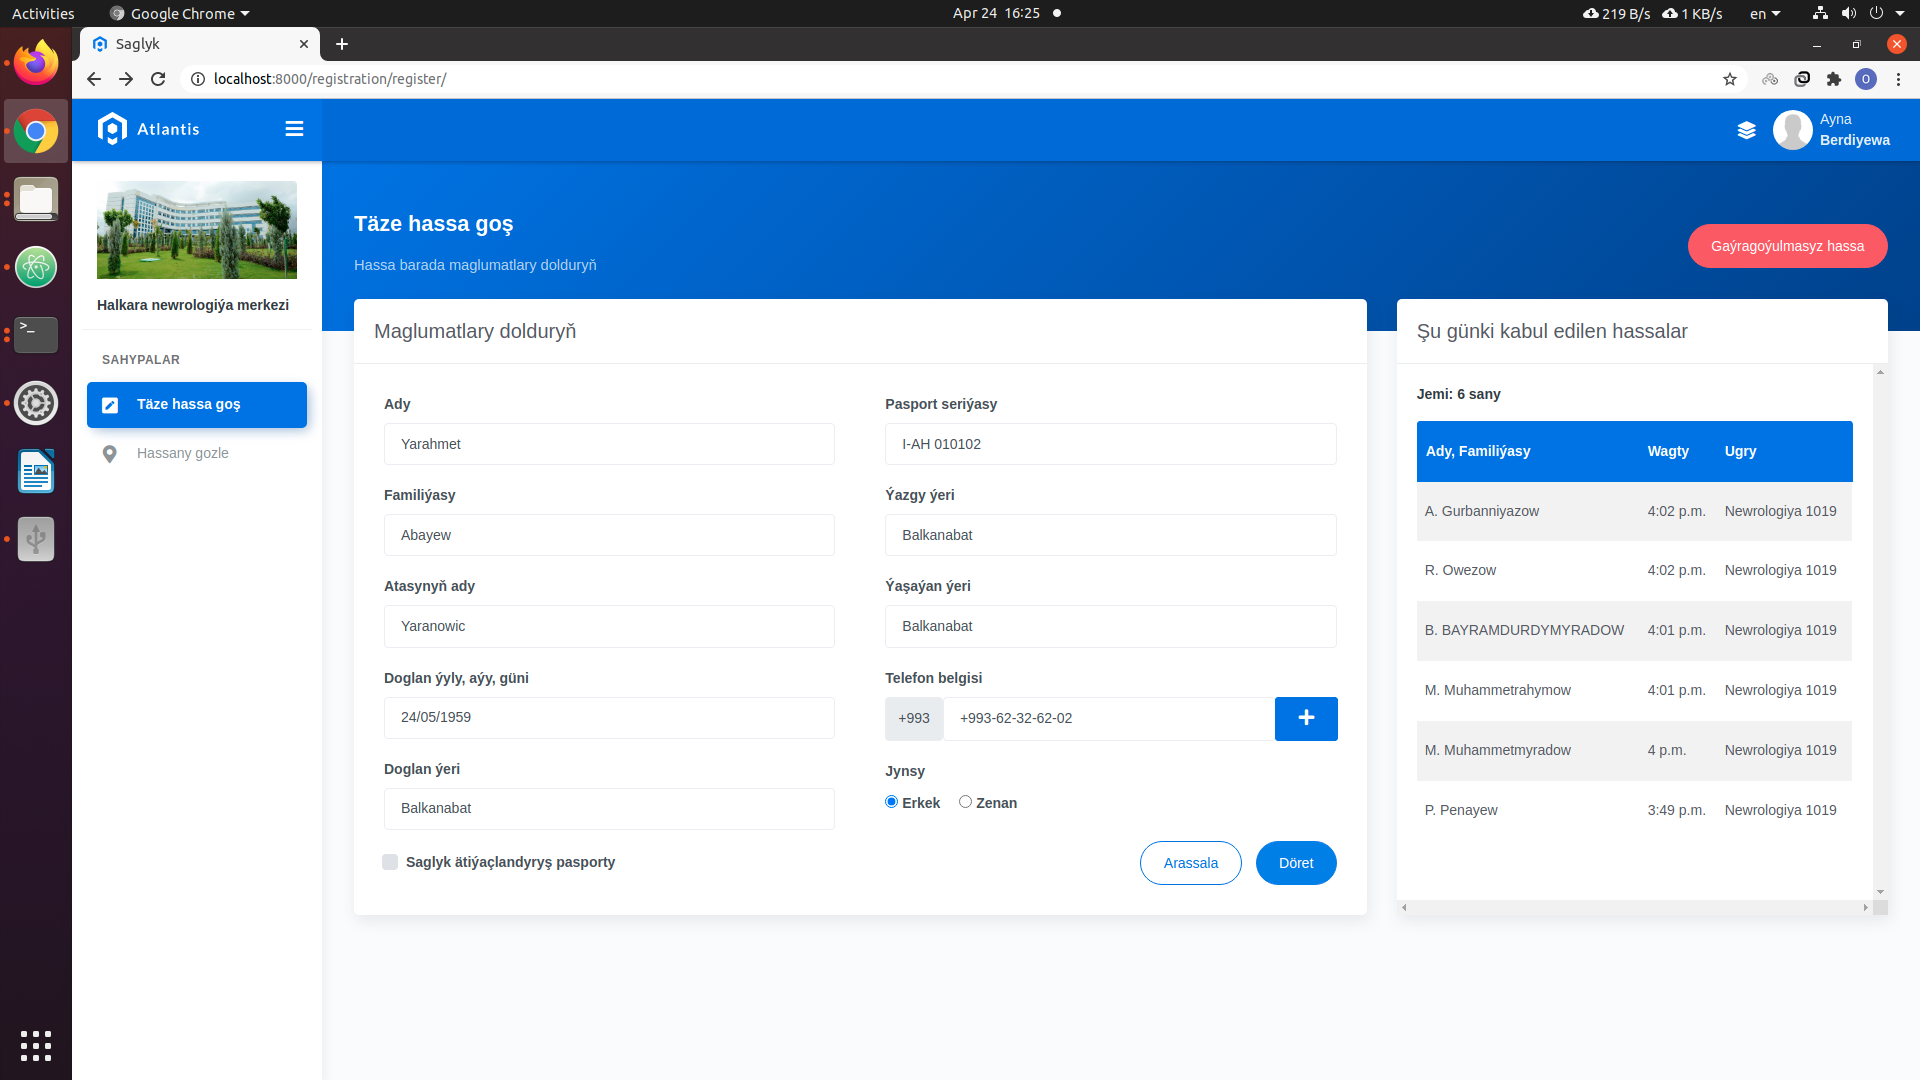 Activities
Google Chrome
Apr 24 16:25
219 B/s
1 KB/s
en
Saglyk
localhost:8000/registration/register/
O
Atlantis
Ayna
Berdiyewa
Halkara newrologiýa merkezi
SAHYPALAR
Täze hassa goş
Hassany gozle
Täze hassa goş
Hassa barada maglumatlary dolduryň
Gaýragoýulmasyz hassa
Maglumatlary dolduryň
Ady
Yarahmet
Familiýasy
Abayew
Atasynyň ady
Yaranowic
Doglan ýyly, aýy, güni
24/05/1959
Doglan ýeri
Balkanabat
Saglyk ätiýaçlandyryş pasporty
Pasport seriýasy
I-AH 010102
Ýazgy ýeri
Balkanabat
Ýaşaýan ýeri
Balkanabat
Telefon belgisi
+993 +993-62-32-62-02
Jynsy
Erkek Zenan
Arassala Döret
Şu günki kabul edilen hassalar
Jemi: 6 sany
Ady, Familiýasy Wagty Ugry
A. Gurbanniyazow 4:02 p.m. Newrologiya 1019
R. Owezow 4:02 p.m. Newrologiya 1019
B. BAYRAMDURDYMYRADOW 4:01 p.m. Newrologiya 1019
M. Muhammetrahymow 4:01 p.m. Newrologiya 1019
M. Muhammetmyradow 4 p.m. Newrologiya 1019
P. Penayew 3:49 p.m. Newrologiya 1019